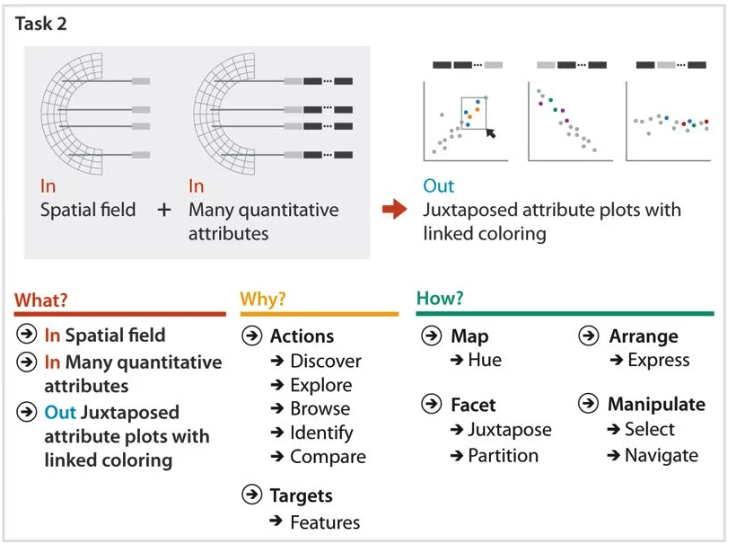 Task 2
In
Spatial field
+
In
Many quantitative
attributes
Out
Juxtaposed attribute plots with
linked coloring
What?
In Spatial field
In Many quantitative
attributes
Out Juxtaposed
attribute plots with
linked coloring
Why?
Actions
Discover
Explore
Browse
Identify
Compare
Targets
Features
How?
Map
Hue
Arrange
Express
Facet
Juxtapose
Partition
Manipulate
Select
Navigate